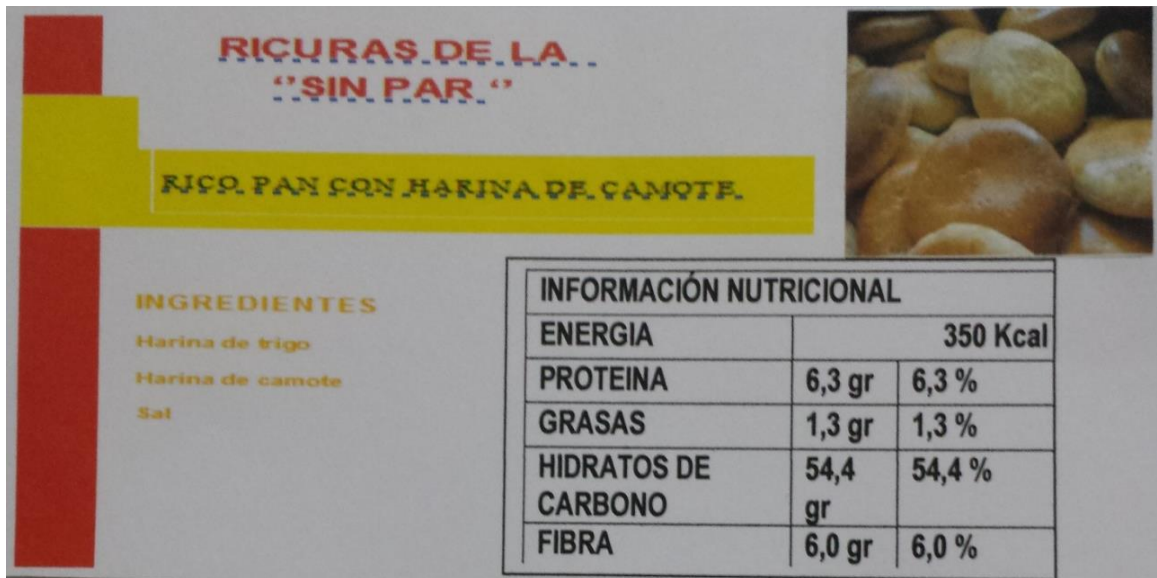 RICURAS DE LA
‘’SIN PAR ‘’
RICO PAN CON HARINA DE CAMOTE.
INGREDIENTES
Harina de trigo
Harina de camote
Sal
INFORMACIÓN NUTRICIONAL
ENERGIA 350 Kcal
PROTEINA 6,3 gr 6,3 %
GRASAS 1,3 gr 1,3 %
HIDRATOS DE 54,4 54,4 %
CARBONO gr
FIBRA 6,0 gr 6,0 %